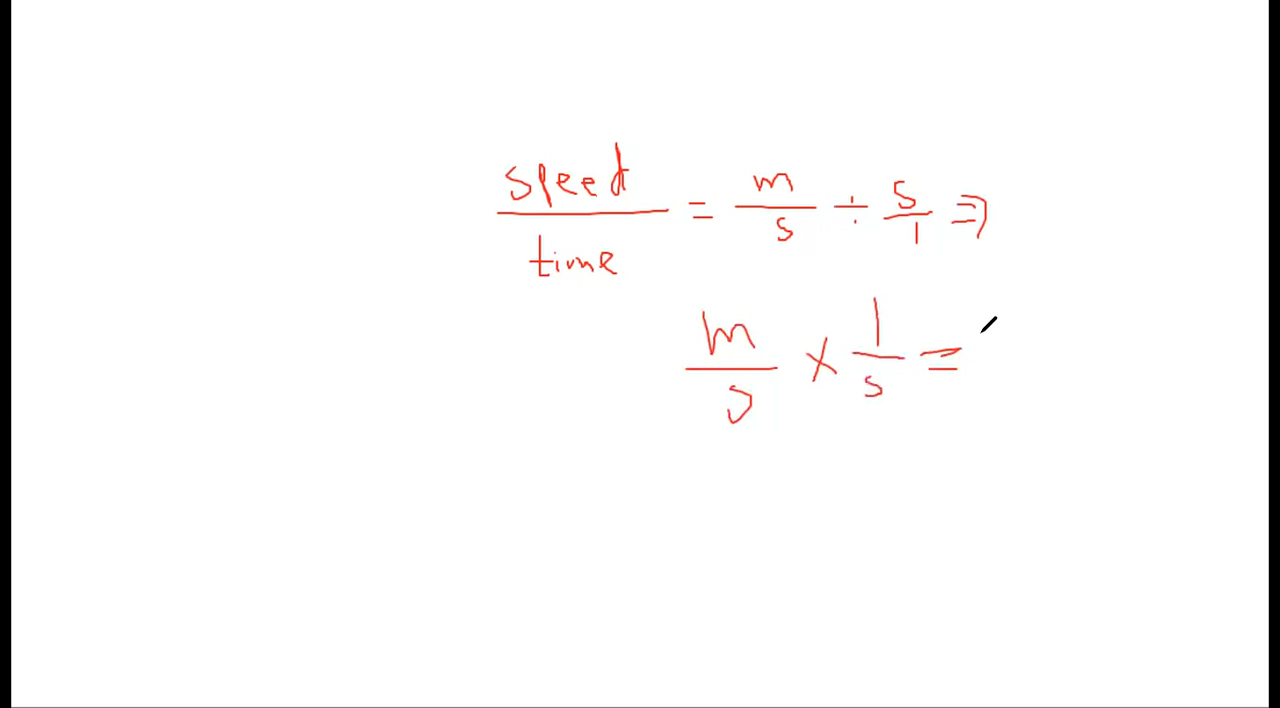 speed/time = m/s ÷ s/1 ⇒
m/s × 1/s =